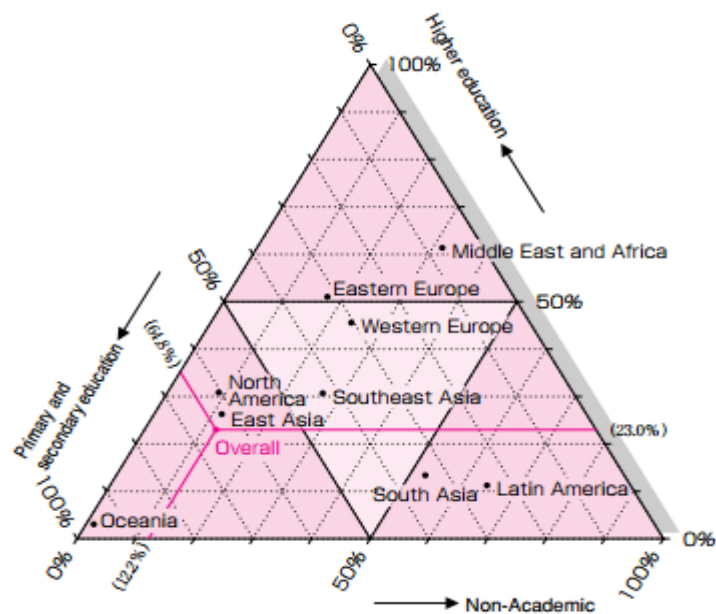 0%
100%
Higher education
Middle East and Africa
50%
Eastern Europe
50%
Western Europe
(64.8%)
Primary and
secondary education
North
America
Southeast Asia
East Asia
(23.0%)
Overall
100%
South Asia
Latin America
Oceania
0%
0%
(12.2%)
50%
100%
Non-Academic